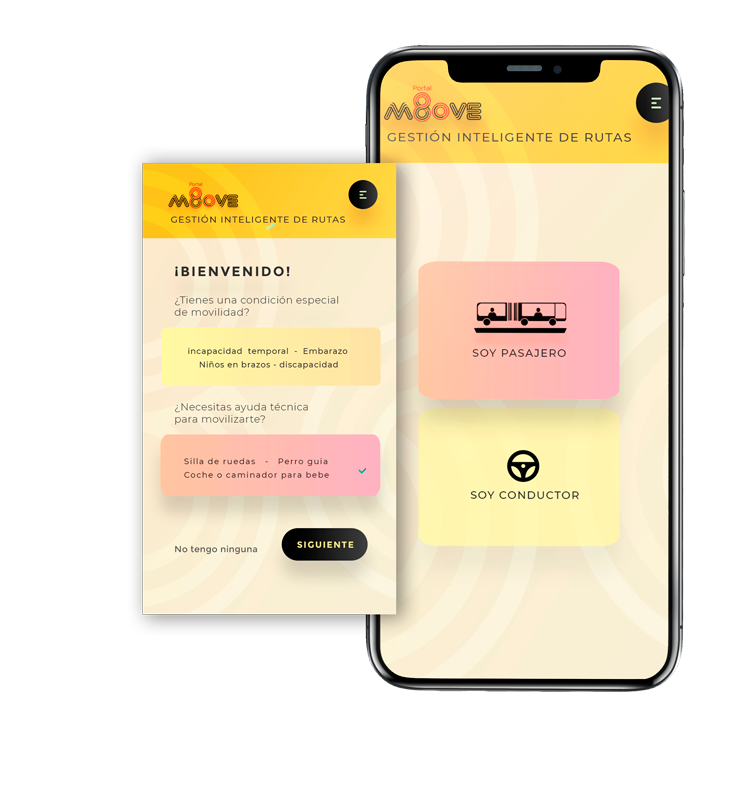 Portal
MOOVE
GESTIÓN INTELIGENTE DE RUTAS
¡BIENVENIDO!
¿Tienes una condición especial
de movilidad?
incapacidad temporal - Embarazo
Niños en brazos - discapacidad
¿Necesitas ayuda técnica
para movilizarte?
Silla de ruedas - Perro guia
Coche o caminador para bebe
No tengo ninguna
SIGUIENTE
Portal
MOOVE
GESTIÓN INTELIGENTE DE RUTAS
SOY PASAJERO
SOY CONDUCTOR